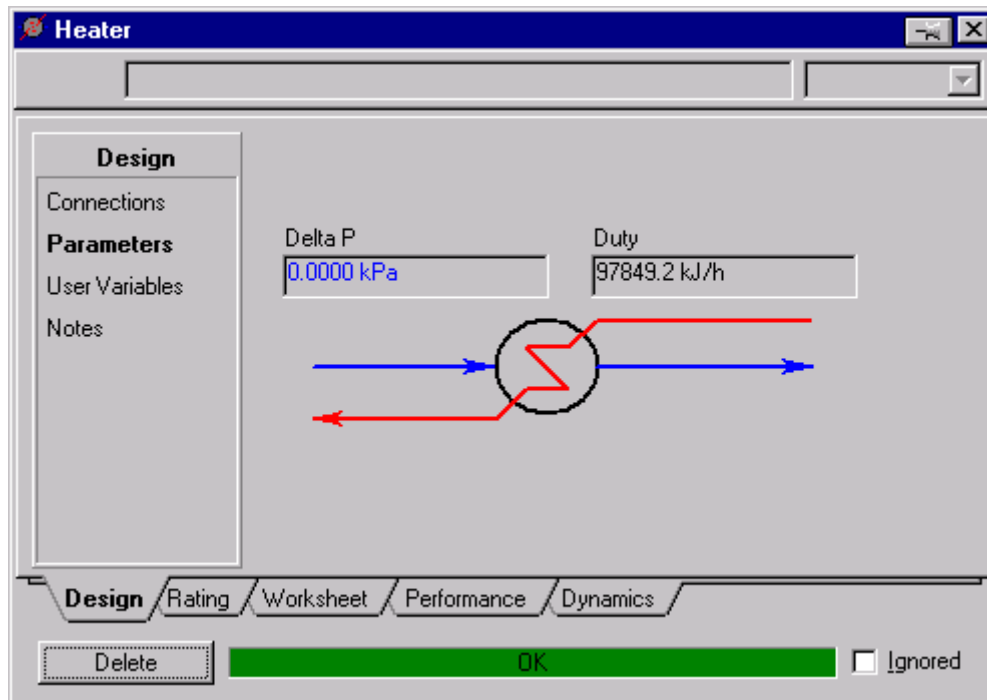 Heater
Design
Connections
Parameters
User Variables
Notes
Delta P
0.0000 kPa
Duty
97849.2 kJ/h
Design
Rating
Worksheet
Performance
Dynamics
Delete
OK
Ignored